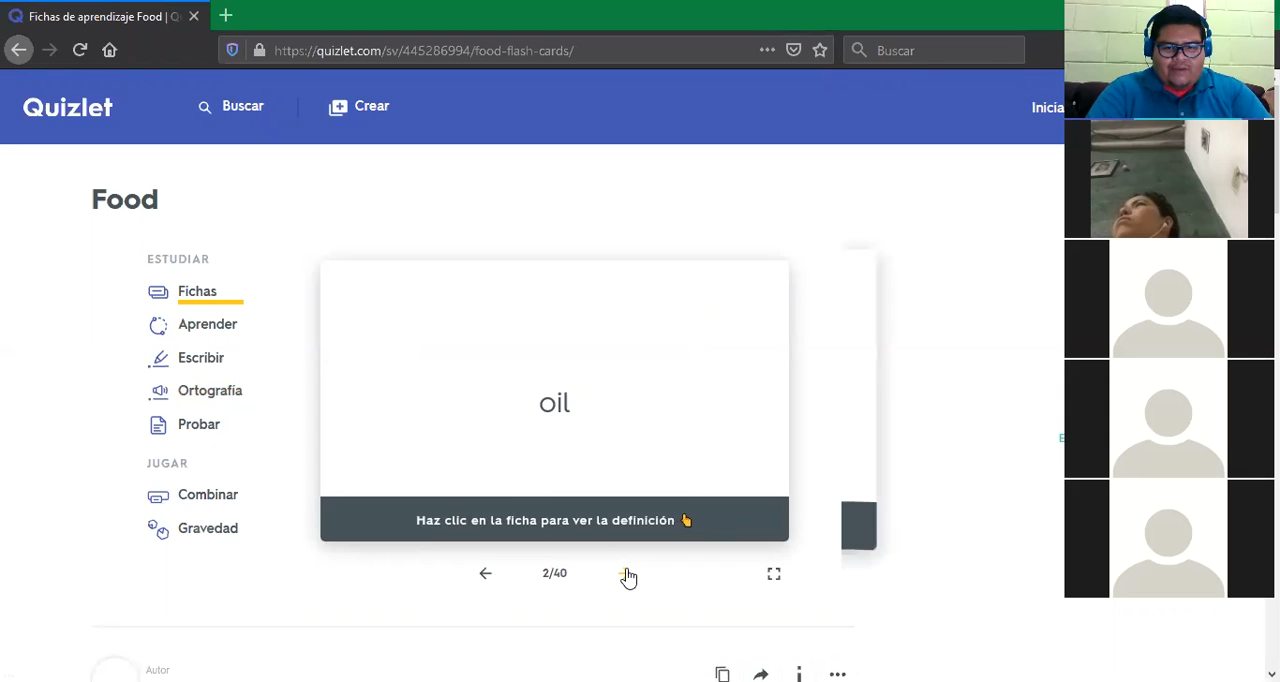 Fichas de aprendizaje Food |
https://quizlet.com/sv/445286994/food-flash-cards/
Buscar
Quizlet
Buscar
Crear
Inicia
Food
ESTUDIAR
Fichas
Aprender
Escribir
Ortografía
Probar
JUGAR
Combinar
Gravedad
oil
Haz clic en la ficha para ver la definición
2/40
E
Autor